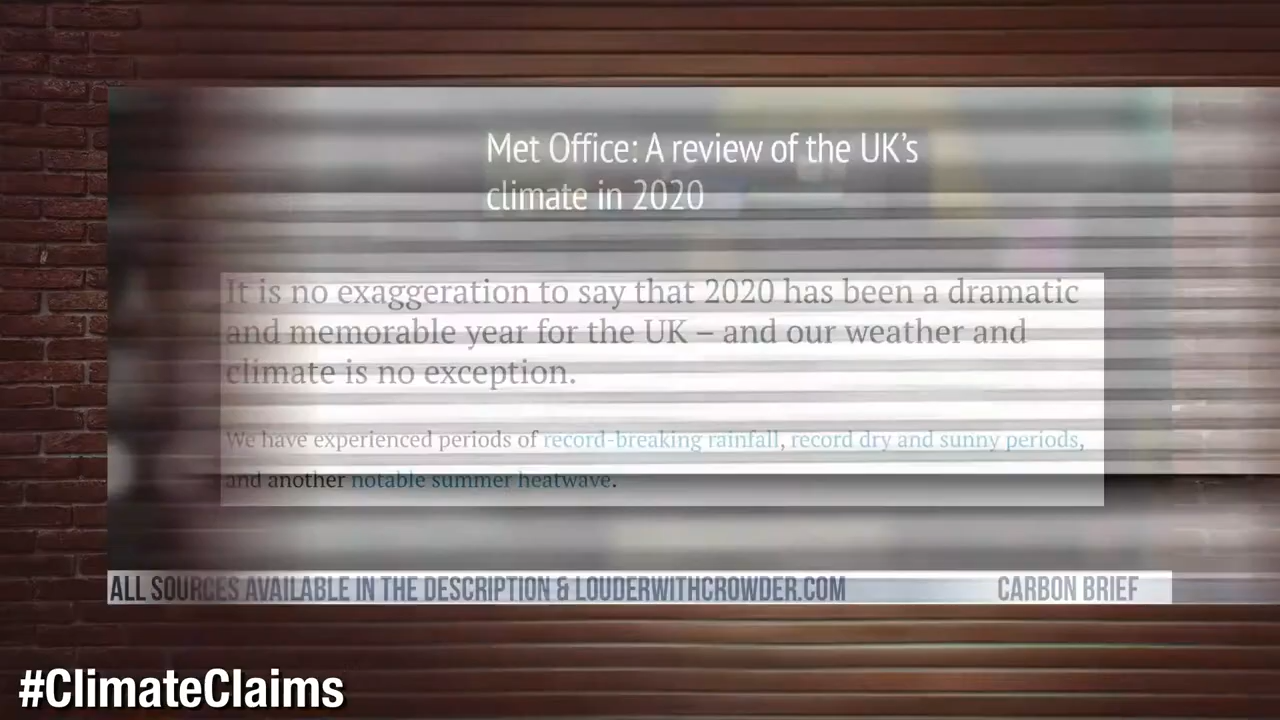 Met Office: A review of the UK's
climate in 2020
It is no exaggeration to say that 2020 has been a dramatic
and memorable year for the UK – and our weather and
climate is no exception.
We have experienced periods of record-breaking rainfall, record dry and sunny periods,
and another notable summer heatwave.
ALL SOURCES AVAILABLE IN THE DESCRIPTION & LOUDERWITHCROWDER.COM
CARBON BRIEF
#ClimateClaims